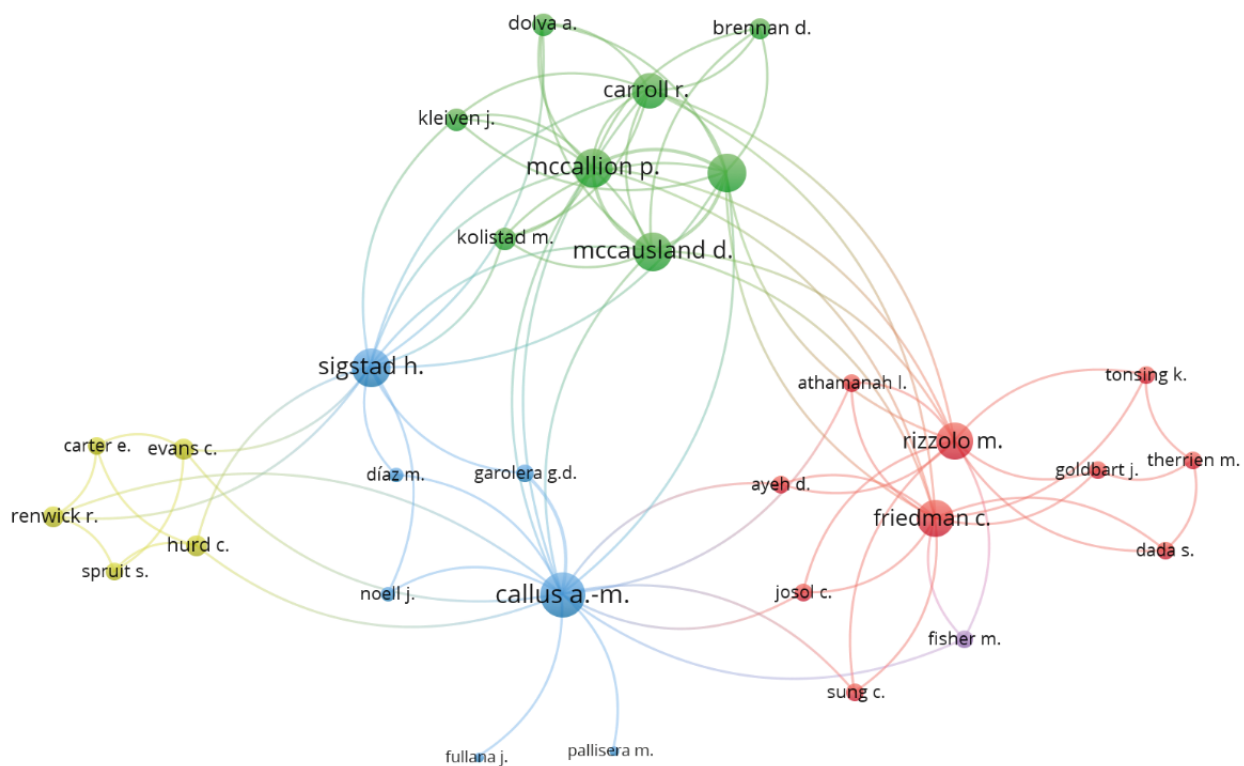 dolva a.
brennan d.
carroll r.
kleiven j.
mccallion p.
kolistad m.
mccausland d.
sigstad h.
athamanah l.
tonsing k.
carter e.
evans c.
rizzolo m.
goldbart j.
therrien m.
díaz m.
garolera g.d.
ayeh d.
renwick r.
friedman c.
hurd c.
dada s.
spruit s.
noell j.
callus a.-m.
josol c.
fisher m.
sung c.
fullana j.
pallisera m.